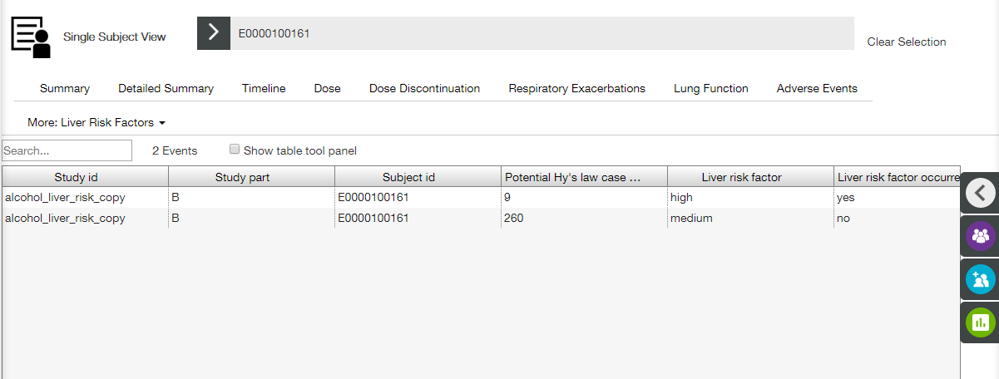 Single Subject View
E0000100161
Clear Selection
Summary Detailed Summary Timeline Dose Dose Discontinuation Respiratory Exacerbations Lung Function Adverse Events
More: Liver Risk Factors
Search... 2 Events Show table tool panel
Study id Study part Subject id Potential Hy's law case ... Liver risk factor Liver risk factor occurre
alcohol_liver_risk_copy B E0000100161 9 high yes
alcohol_liver_risk_copy B E0000100161 260 medium no